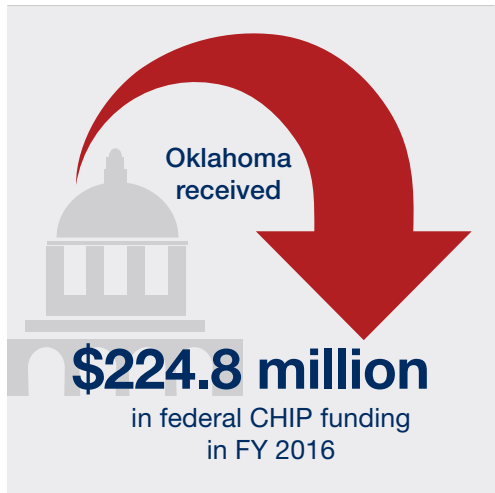 Oklahoma
received
$224.8 million
in federal CHIP funding
in FY 2016